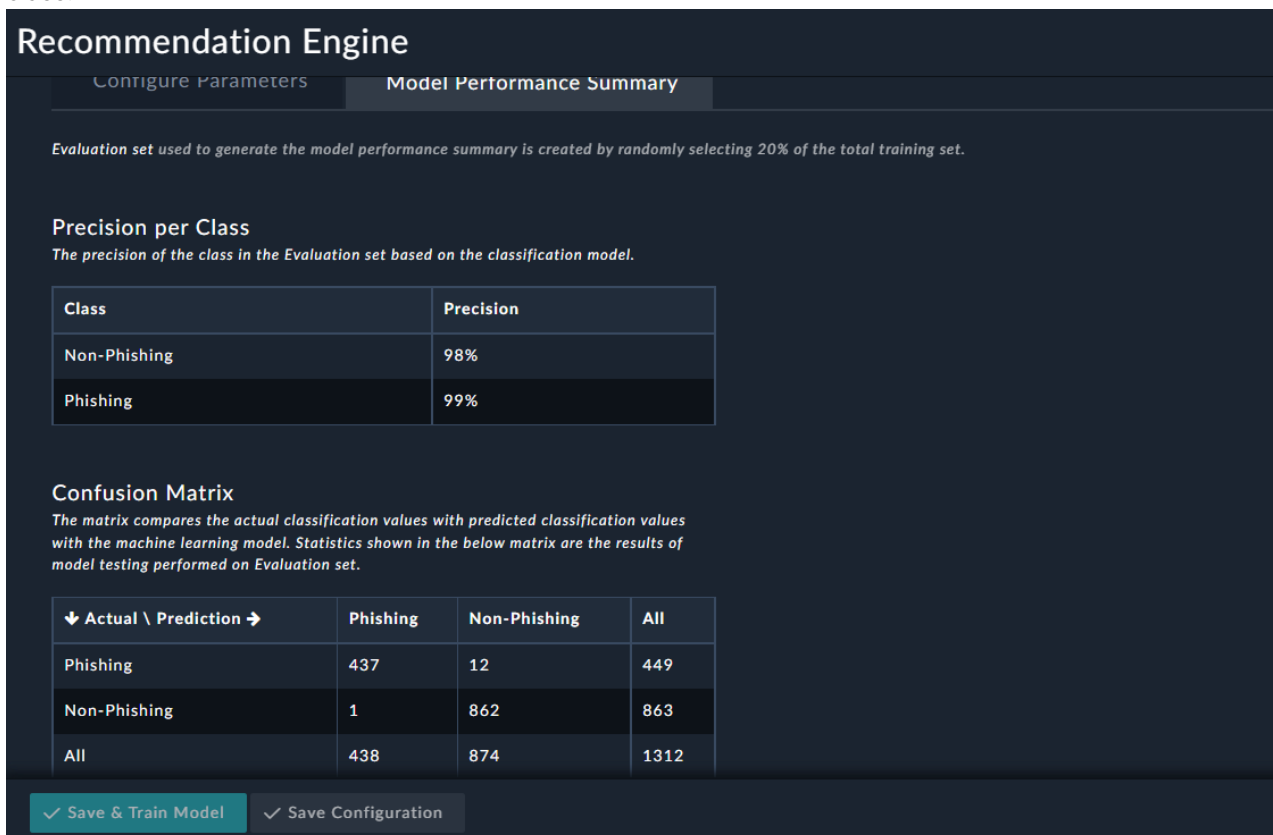 Recommendation Engine
Configure Parameters Model Performance Summary
Evaluation set used to generate the model performance summary is created by randomly selecting 20% of the total training set.
Precision per Class
The precision of the class in the Evaluation set based on the classification model.
Class Precision
Non-Phishing 98%
Phishing 99%
Confusion Matrix
The matrix compares the actual classification values with predicted classification values
with the machine learning model. Statistics shown in the below matrix are the results of
model testing performed on Evaluation set.
↓ Actual \ Prediction → Phishing Non-Phishing All
Phishing 437 12 449
Non-Phishing 1 862 863
All 438 874 1312
✓ Save & Train Model ✓ Save Configuration